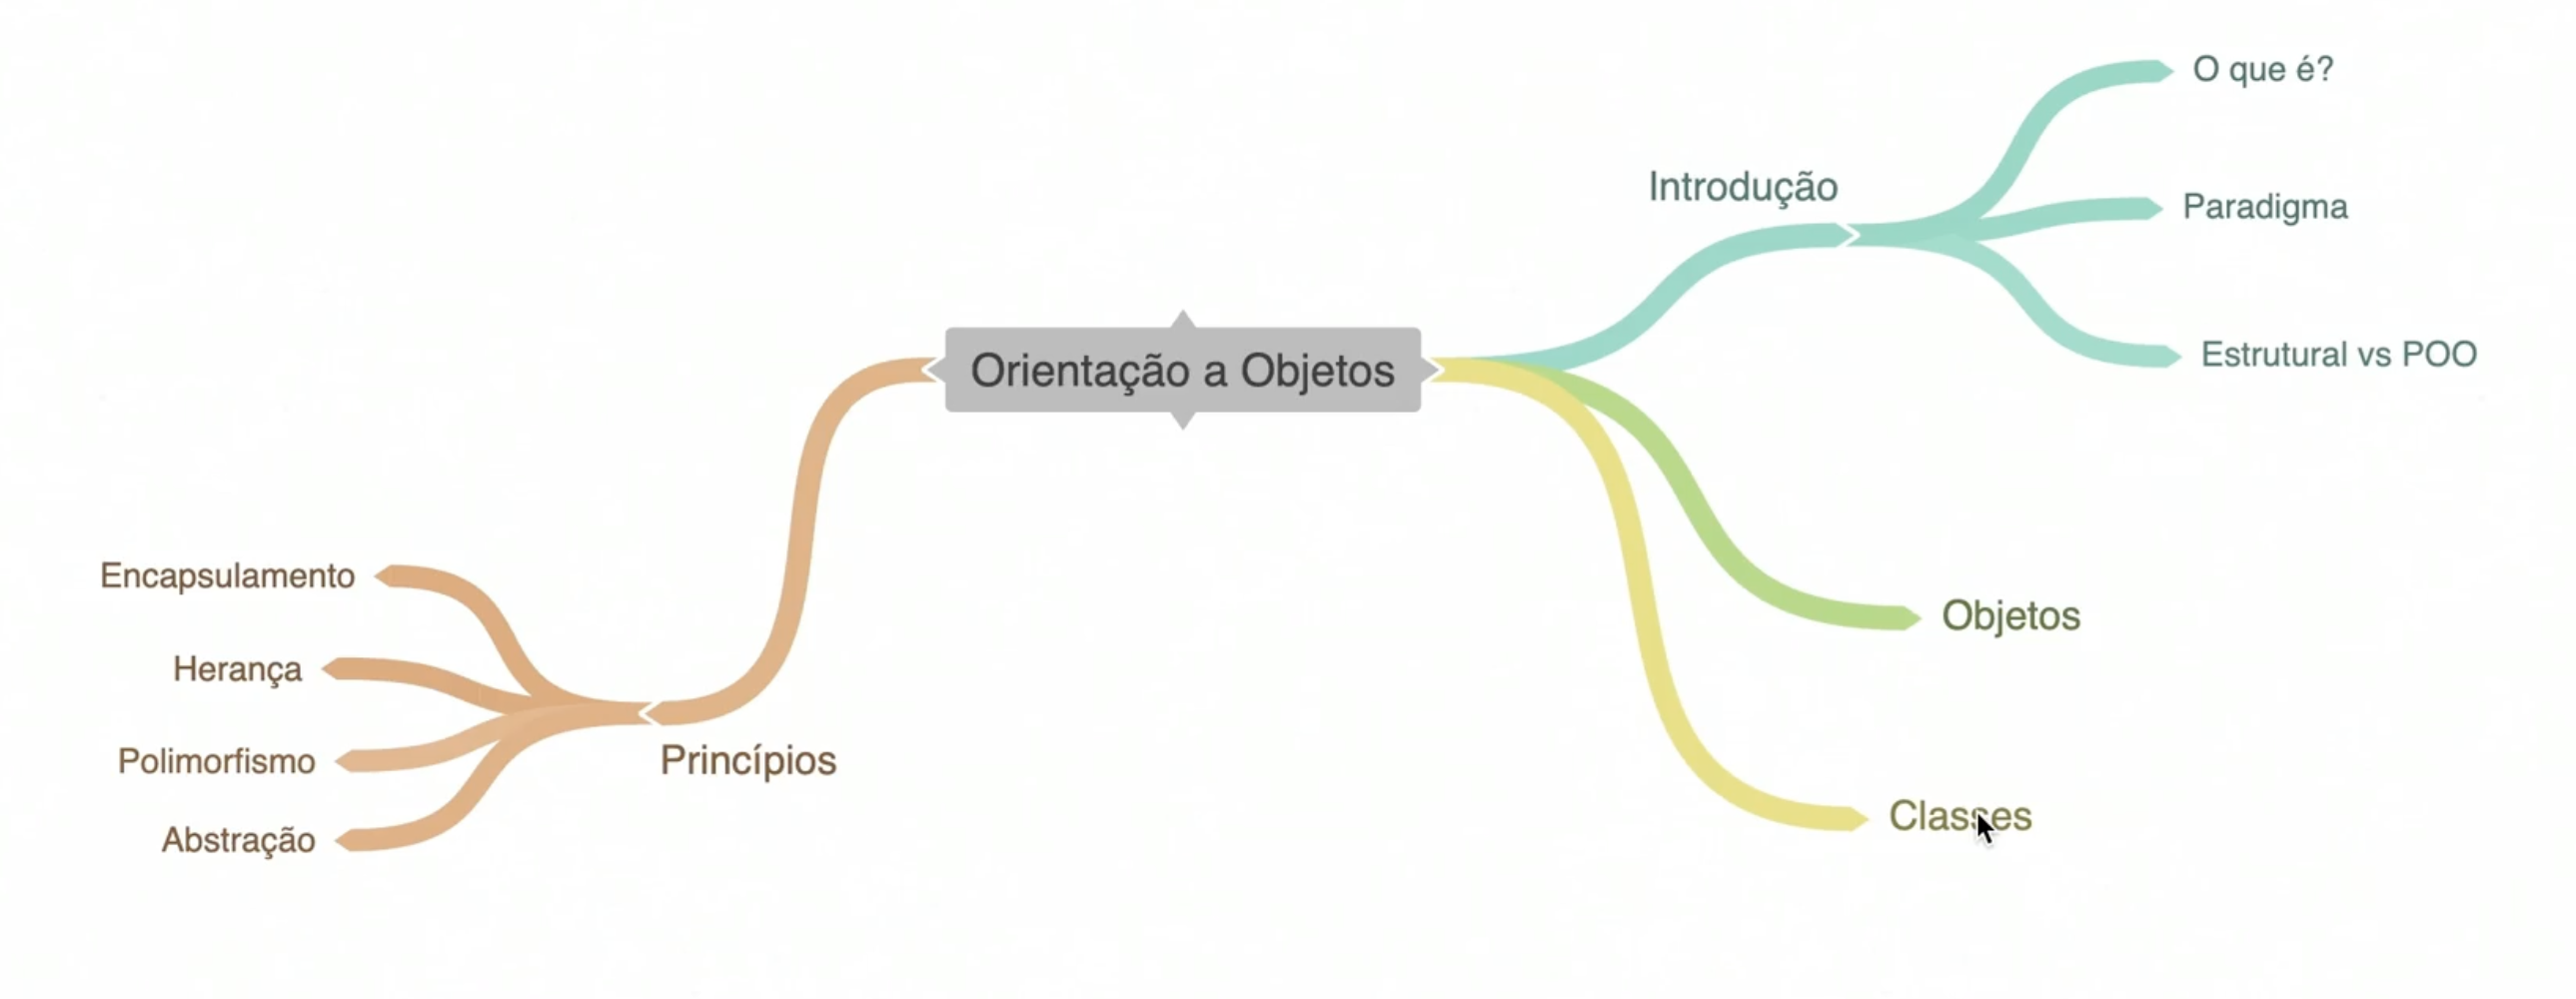 Orientação a Objetos
Introdução
O que é?
Paradigma
Estrutural vs POO
Objetos
Classes
Princípios
Encapsulamento
Herança
Polimorfismo
Abstração